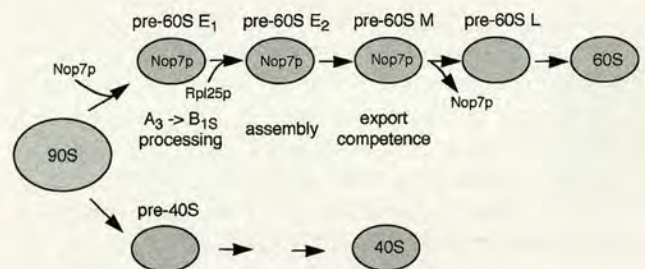 pre-60S E₁ pre-60S E₂ pre-60S M pre-60S L
Nop7p Nop7p Nop7p Nop7p 60S
Rpl25p Nop7p
A₃ -> B₁S assembly export
processing competence
90S
pre-40S
40S